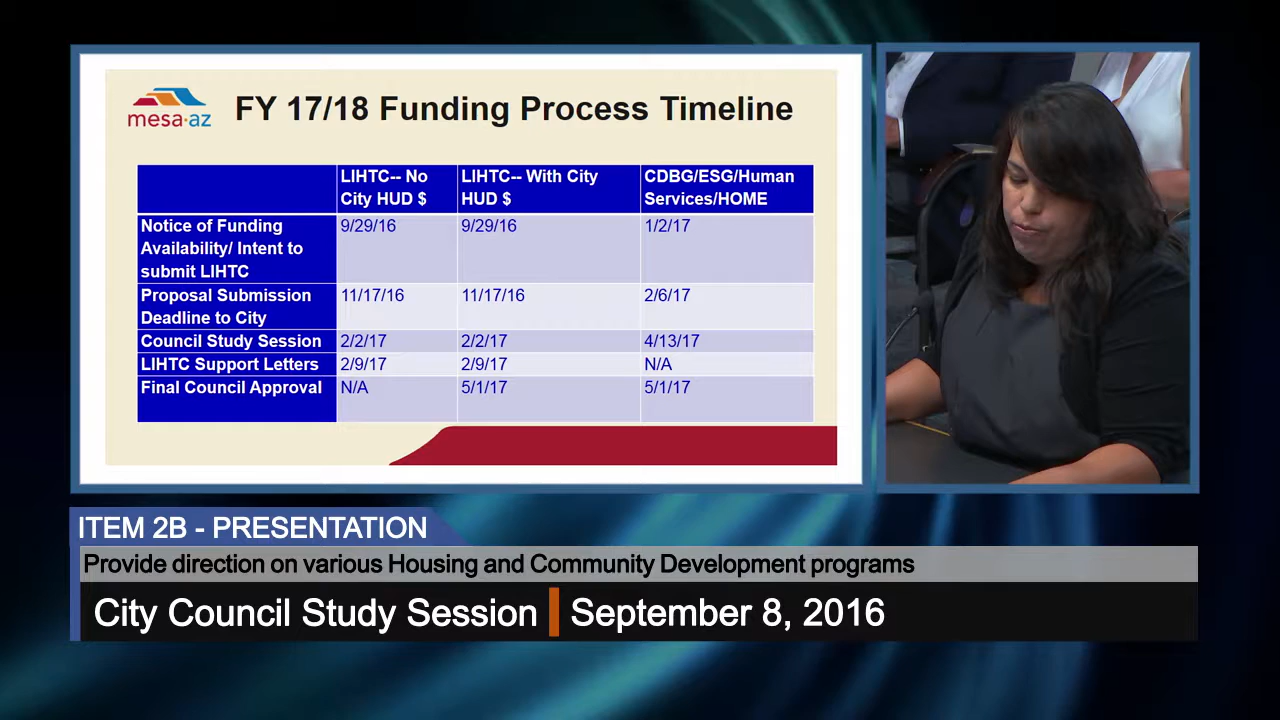 mesa·az
FY 17/18 Funding Process Timeline
LIHTC-- No City HUD $
LIHTC-- With City HUD $
CDBG/ESG/Human Services/HOME
Notice of Funding Availability/ Intent to submit LIHTC
9/29/16
9/29/16
1/2/17
Proposal Submission Deadline to City
11/17/16
11/17/16
2/6/17
Council Study Session
2/2/17
2/2/17
4/13/17
LIHTC Support Letters
2/9/17
2/9/17
N/A
Final Council Approval
N/A
5/1/17
5/1/17
ITEM 2B - PRESENTATION
Provide direction on various Housing and Community Development programs
City Council Study Session
September 8, 2016